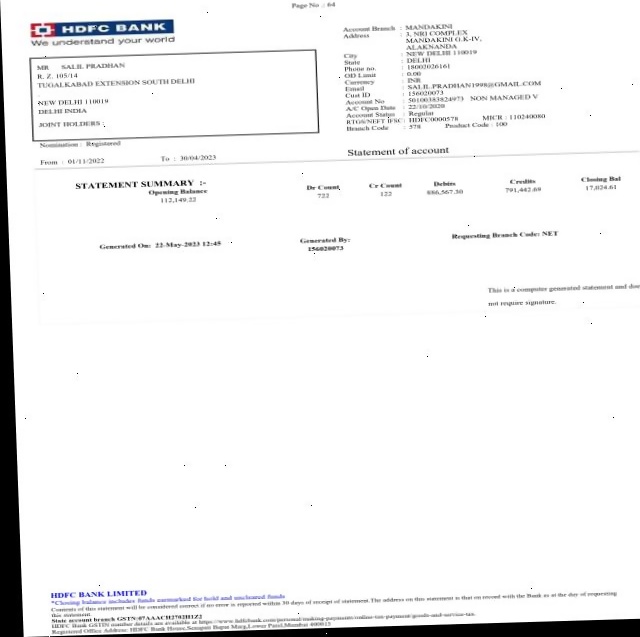 Page No : 64
HDFC BANK
We understand your world
MR SALIL PRADHAN
R. Z. 105/14
TUGALKABAD EXTENSION SOUTH DELHI
NEW DELHI 110019
DELHI INDIA
JOINT HOLDERS :
Account Branch : MANDAKINI
Address : 3, NRI COMPLEX
MANDAKINI G.K-IV,
ALAKNANDA
City : NEW DELHI 110019
State : DELHI
Phone no. : 18002026161
OD Limit : 0.00
Currency : INR
Email : SALIL.PRADHAN1998@GMAIL.COM
Cust ID : 156020073
Account No : 50100383824973 NON MANAGED V
A/C Open Date : 22/10/2020
Account Status : Regular
RTGS/NEFT IFSC : HDFC0000578 MICR : 110240080
Branch Code : 578 Product Code : 100
Nomination : Registered
From : 01/11/2022 To : 30/04/2023
Statement of account
STATEMENT SUMMARY :-
Opening Balance Dr Count Cr Count Debits Credits Closing Bal
112,149.22 722 122 886,567.30 791,442.69 17,024.61
Generated On: 22-May-2023 12:45 Generated By: Requesting Branch Code: NET
156020073
This is a computer generated statement and does
not require signature.
HDFC BANK LIMITED
*Closing balance includes funds earmarked for hold and uncleared funds
Contents of this statement will be considered correct if no error is reported within 30 days of receipt of statement.The address on this statement is that on record with the Bank as at the day of requesting
this statement.
State account branch GSTN:07AAACH2702H1Z2
HDFC Bank GSTIN number details are available at https://www.hdfcbank.com/personal/making-payments/online-tax-payment/goods-and-service-tax.
Registered Office Address: HDFC Bank House,Senapati Bapat Marg,Lower Parel,Mumbai 400013